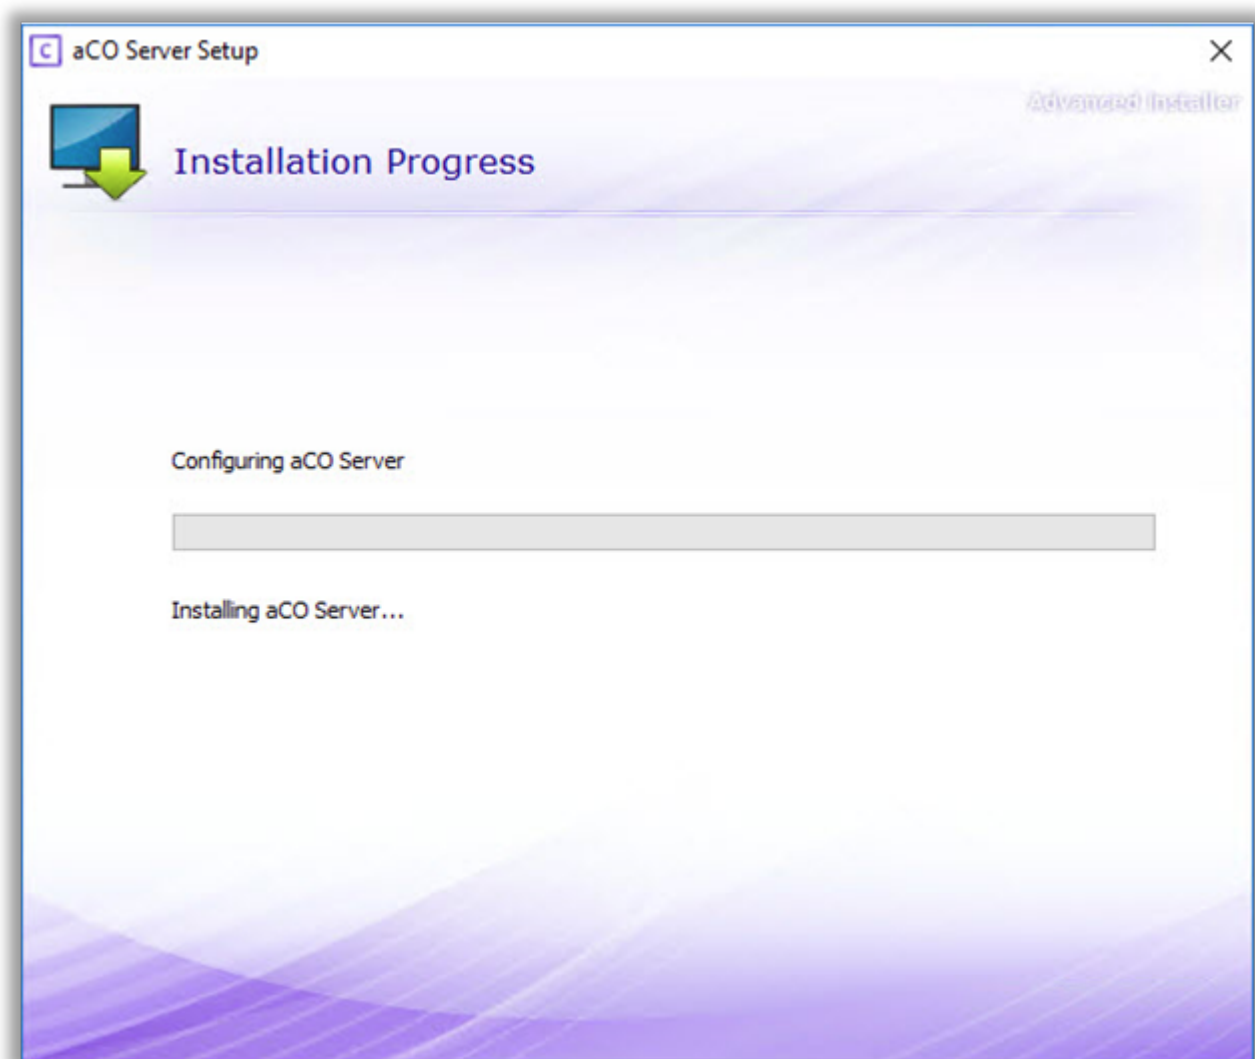 C aCO Server Setup
Advanced Installer
Installation Progress
Configuring aCO Server
Installing aCO Server...